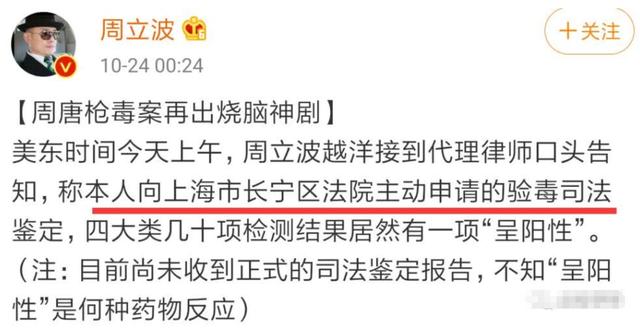 周立波
10-24 00:24
+关注
【周唐枪毒案再出烧脑神剧】
美东时间今天上午，周立波越洋接到代理律师口头告
知，称本人向上海市长宁区法院主动申请的验毒司法
鉴定，四大类几十项检测结果居然有一项“呈阳性”。
（注：目前尚未收到正式的司法鉴定报告，不知“呈阳
性”是何种药物反应）